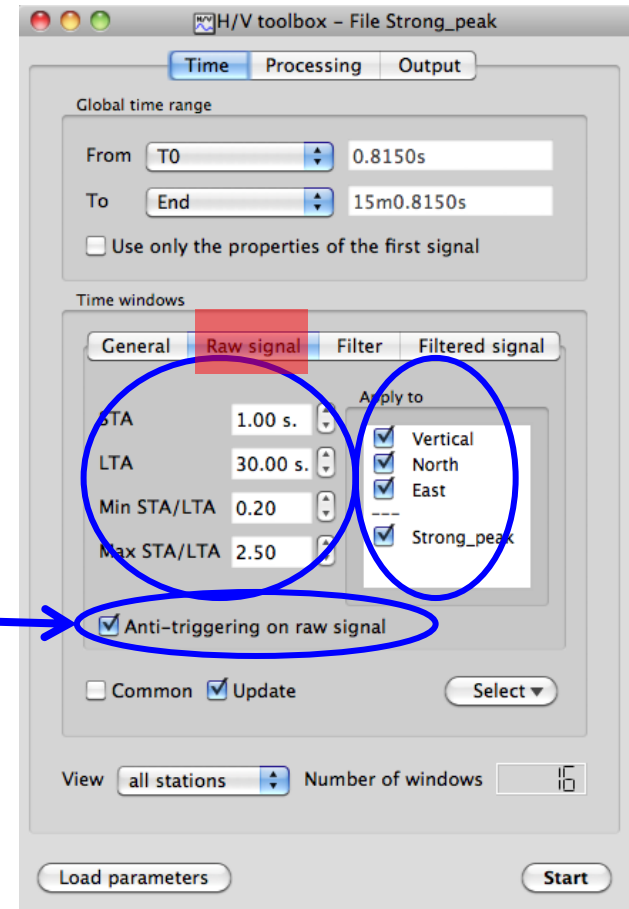 H/V toolbox – File Strong_peak
Time Processing Output
Global time range
From T0 0.8150s
To End 15m0.8150s
Use only the properties of the first signal
Time windows
General Raw signal Filter Filtered signal
Apply to
STA 1.00 s.
LTA 30.00 s.
Min STA/LTA 0.20
Max STA/LTA 2.50
Vertical
North
East
---
Strong_peak
Anti-triggering on raw signal
Common Update Select
View all stations Number of windows 16
Load parameters Start